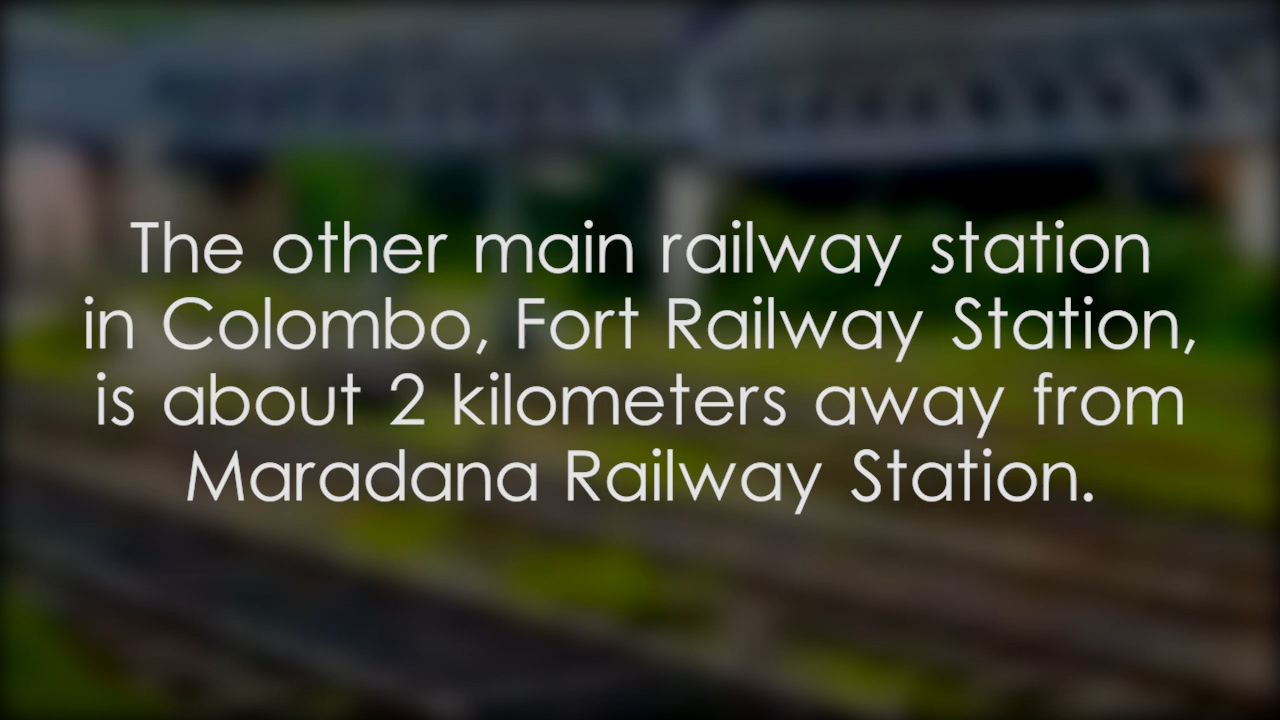 The other main railway station
in Colombo, Fort Railway Station,
is about 2 kilometers away from
Maradana Railway Station.